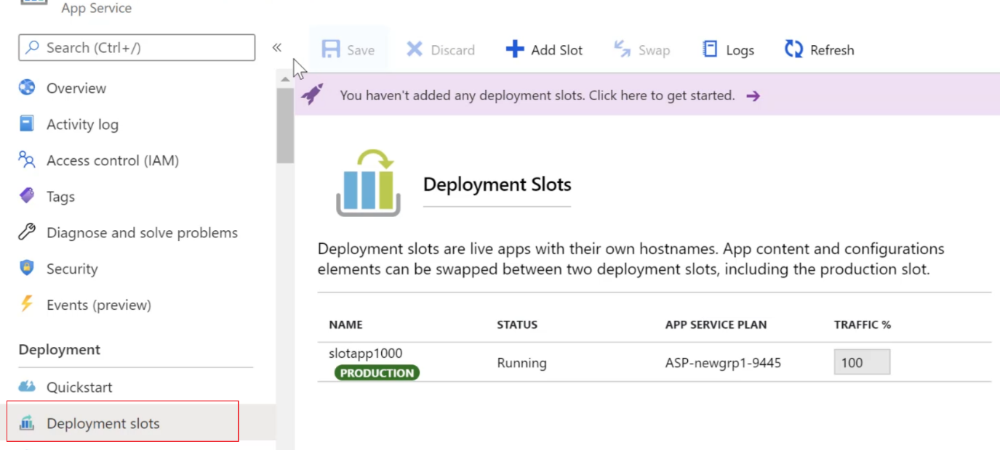 App Service
Search (Ctrl+/)
«
Overview
Activity log
Access control (IAM)
Tags
Diagnose and solve problems
Security
Events (preview)
Deployment
Quickstart
Deployment slots
Save Discard Add Slot Swap Logs Refresh
You haven't added any deployment slots. Click here to get started. →
Deployment Slots
Deployment slots are live apps with their own hostnames. App content and configurations
elements can be swapped between two deployment slots, including the production slot.
NAME STATUS APP SERVICE PLAN TRAFFIC %
slotapp1000
PRODUCTION Running ASP-newgrp1-9445 100